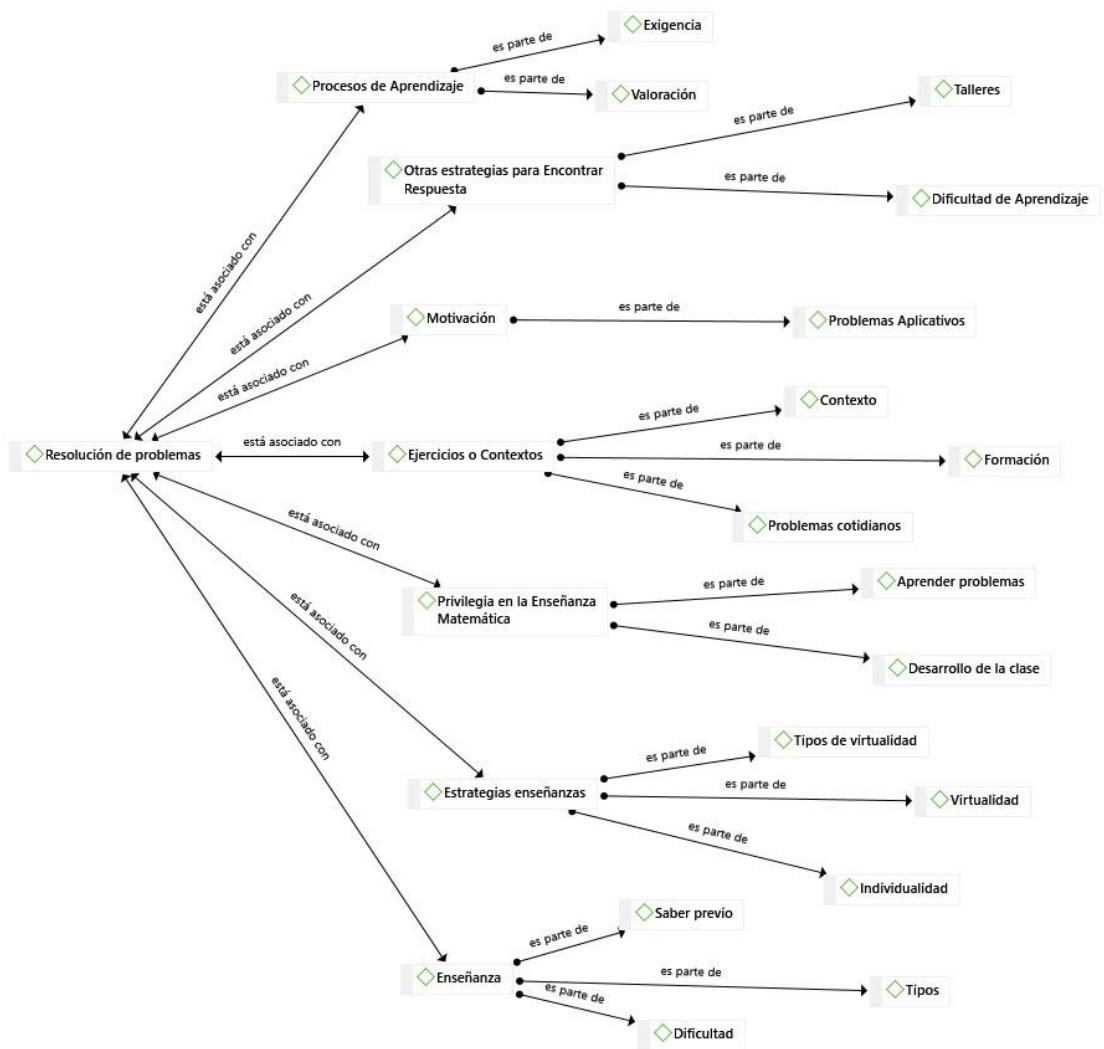 es parte de
Exigencia
Procesos de Aprendizaje
es parte de
Valoración
es parte de
Talleres
Otras estrategias para Encontrar
Respuesta
es parte de
Dificultad de Aprendizaje
está asociado con
está asociado con
Motivación
es parte de
Problemas Aplicativos
está asociado con
Resolución de problemas
está asociado con
Ejercicios o Contextos
es parte de
Contexto
es parte de
Formación
es parte de
Problemas cotidianos
está asociado con
Privilegia en la Enseñanza
Matemática
es parte de
Aprender problemas
es parte de
Desarrollo de la clase
está asociado con
Estrategias enseñanzas
es parte de
Tipos de virtualidad
es parte de
Virtualidad
es parte de
Individualidad
está asociado con
Enseñanza
es parte de
Saber previo
es parte de
Tipos
es parte de
Dificultad